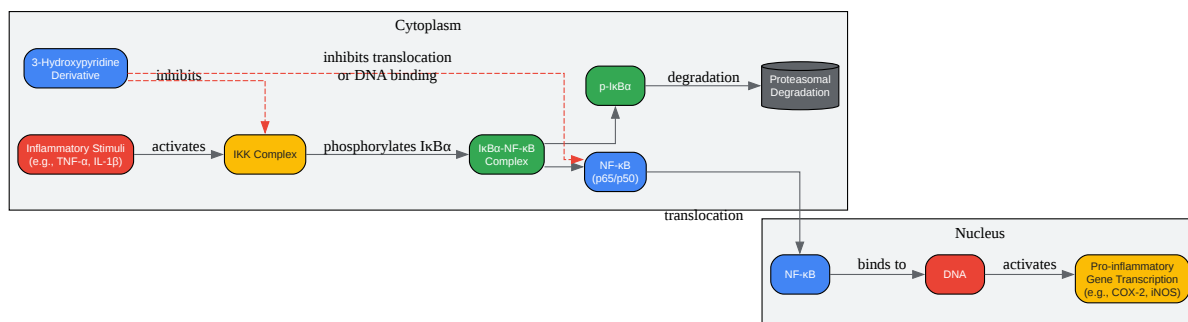 Cytoplasm
3-Hydroxypyridine
Derivative
inhibits
inhibits translocation
or DNA binding
p-IκBα
degradation
Proteasomal
Degradation
Inflammatory Stimuli
(e.g., TNF-α, IL-1β)
activates
IKK Complex
phosphorylates IκBα
IκBα-NF-κB
Complex
NF-κB
(p65/p50)
translocation
Nucleus
NF-κB
binds to
DNA
activates
Pro-inflammatory
Gene Transcription
(e.g., COX-2, iNOS)